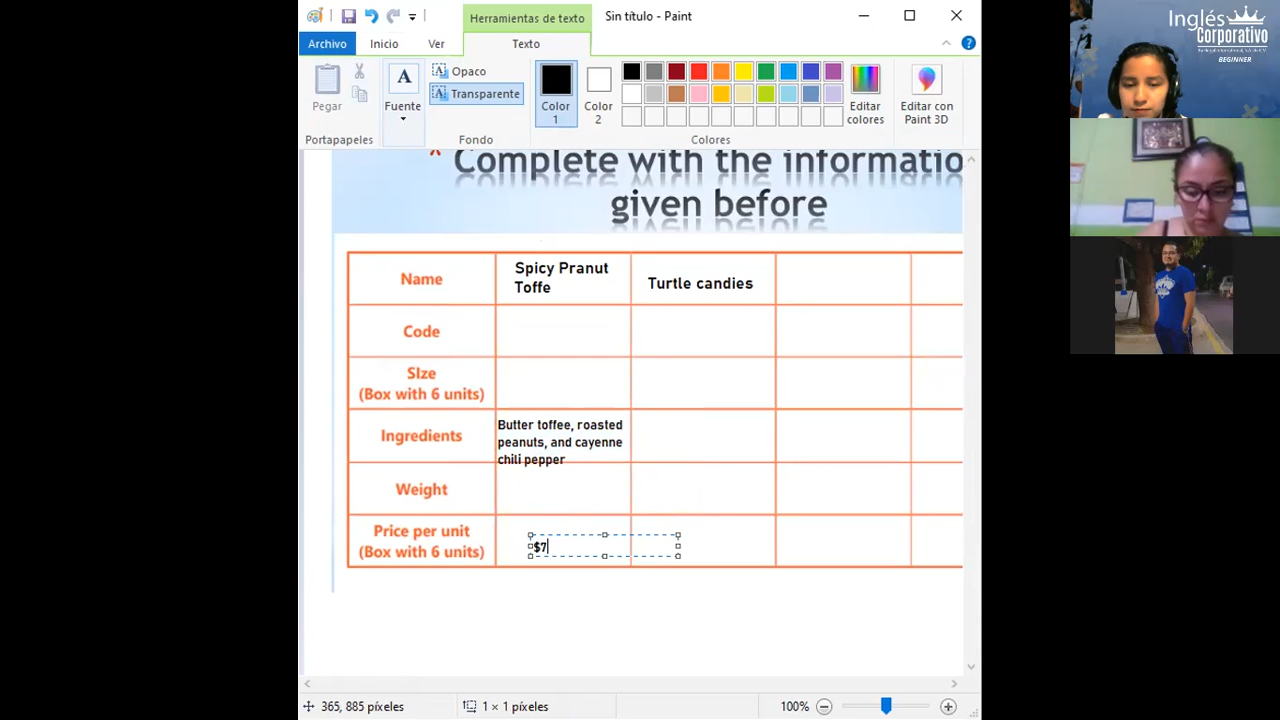 Herramientas de texto
Sin título - Paint
Archivo
Inicio
Ver
Texto
Pegar
Fuente
Opaco
Transparente
Color 1
Color 2
Editar colores
Editar con Paint 3D
Portapapeles
Fondo
Colores
* Complete with the informatio
given before
Name
Spicy Pranut
Toffe
Turtle candies
Code
SIze
(Box with 6 units)
Ingredients
Butter toffee, roasted
peanuts, and cayenne
chili pepper
Weight
Price per unit
(Box with 6 units)
$7
365, 885 píxeles
1 × 1 píxeles
100%
Inglés
Corporativo
BEGINNER